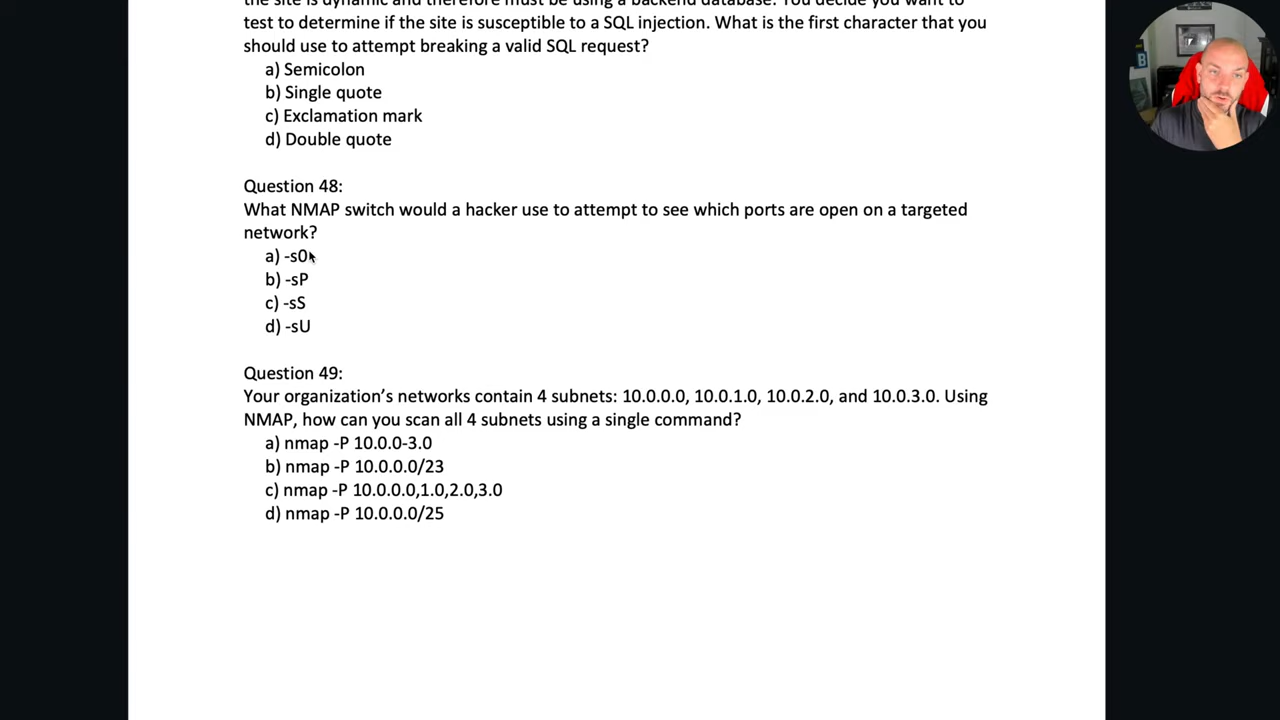 the site is dynamic and therefore must be using a backend database. You decide you want to
test to determine if the site is susceptible to a SQL injection. What is the first character that you
should use to attempt breaking a valid SQL request?
a) Semicolon
b) Single quote
c) Exclamation mark
d) Double quote
Question 48:
What NMAP switch would a hacker use to attempt to see which ports are open on a targeted
network?
a) -s0
b) -sP
c) -sS
d) -sU
Question 49:
Your organization’s networks contain 4 subnets: 10.0.0.0, 10.0.1.0, 10.0.2.0, and 10.0.3.0. Using
NMAP, how can you scan all 4 subnets using a single command?
a) nmap -P 10.0.0-3.0
b) nmap -P 10.0.0.0/23
c) nmap -P 10.0.0.0,1.0,2.0,3.0
d) nmap -P 10.0.0.0/25